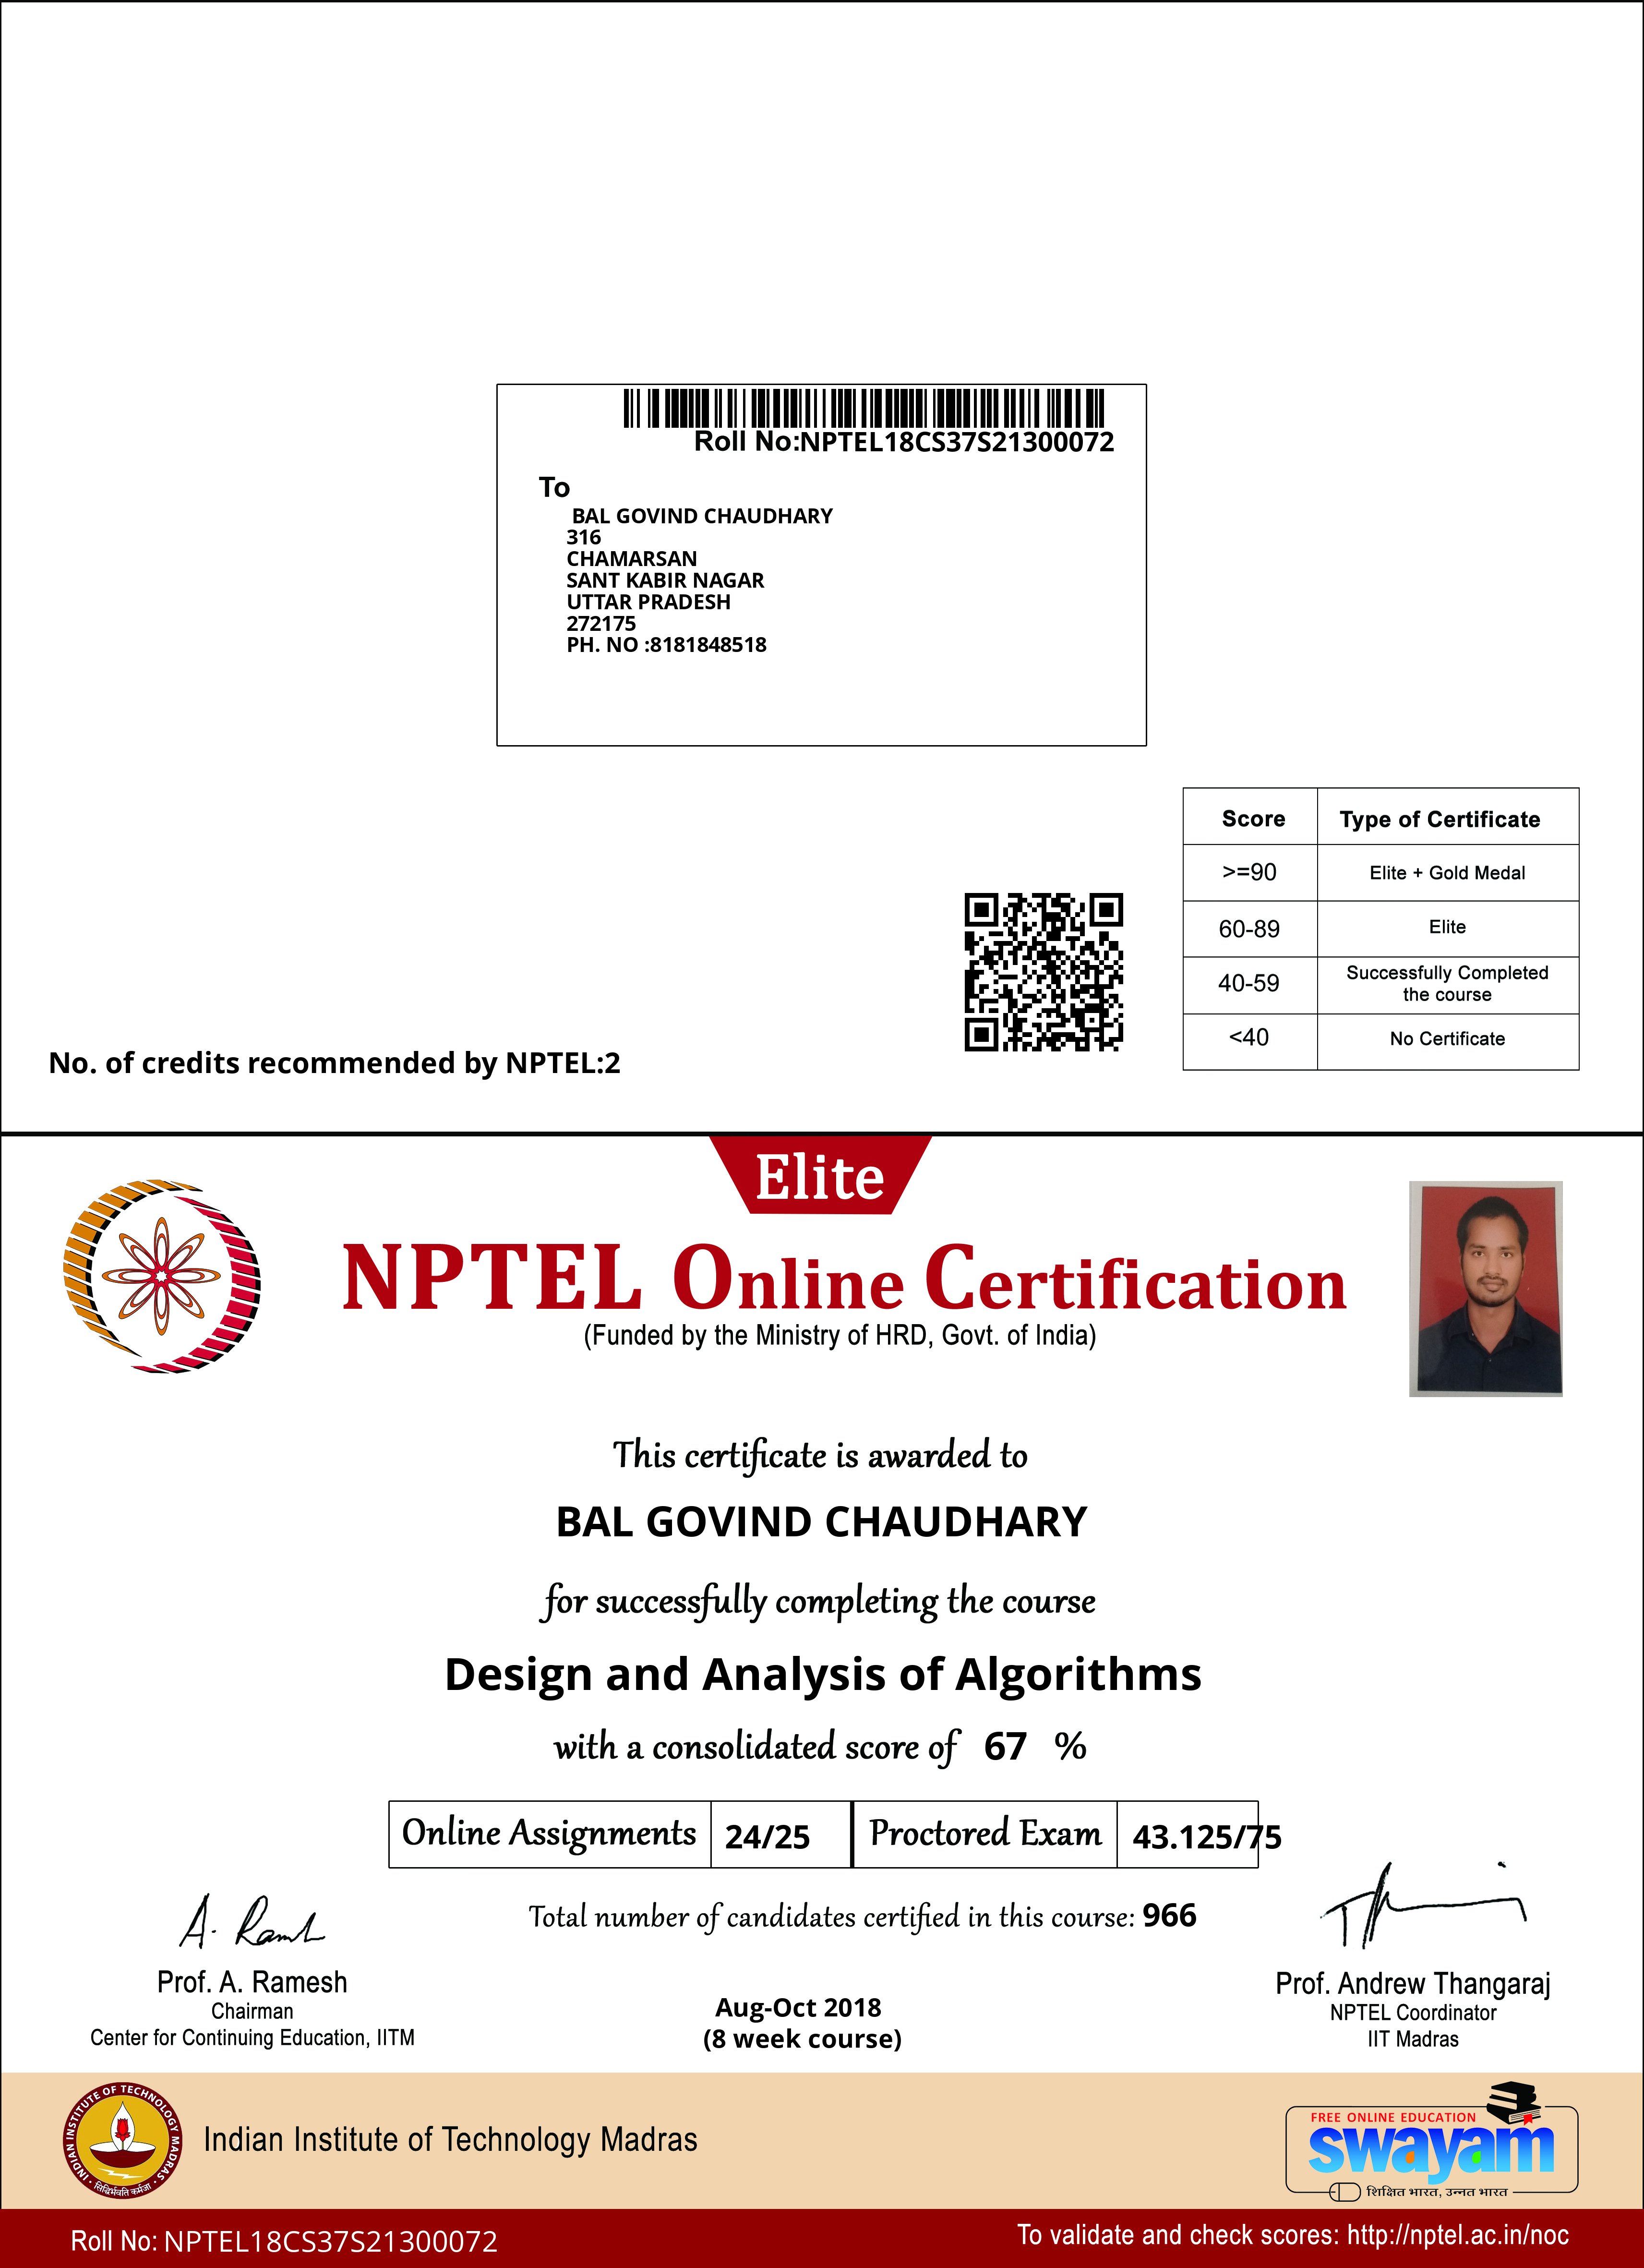 Roll No:NPTEL18CS37S21300072
To
BAL GOVIND CHAUDHARY
316
CHAMARSAN
SANT KABIR NAGAR
UTTAR PRADESH
272175
PH. NO :8181848518
Score Type of Certificate
>=90 Elite + Gold Medal
60-89 Elite
40-59 Successfully Completed
the course
<40 No Certificate
No. of credits recommended by NPTEL:2
Elite
NPTEL Online Certification
(Funded by the Ministry of HRD, Govt. of India)
This certificate is awarded to
BAL GOVIND CHAUDHARY
for successfully completing the course
Design and Analysis of Algorithms
with a consolidated score of 67 %
Online Assignments 24/25 Proctored Exam 43.125/75
Total number of candidates certified in this course: 966
A. Ramesh
Prof. A. Ramesh
Chairman
Center for Continuing Education, IITM
Aug-Oct 2018
(8 week course)
Prof. Andrew Thangaraj
NPTEL Coordinator
IIT Madras
INDIAN INSTITUTE OF TECHNOLOGY MADRAS
सिद्धिर्भवति कर्मजा
Indian Institute of Technology Madras
FREE ONLINE EDUCATION
swayam
शिक्षित भारत, उन्नत भारत
Roll No: NPTEL18CS37S21300072
To validate and check scores: http://nptel.ac.in/noc